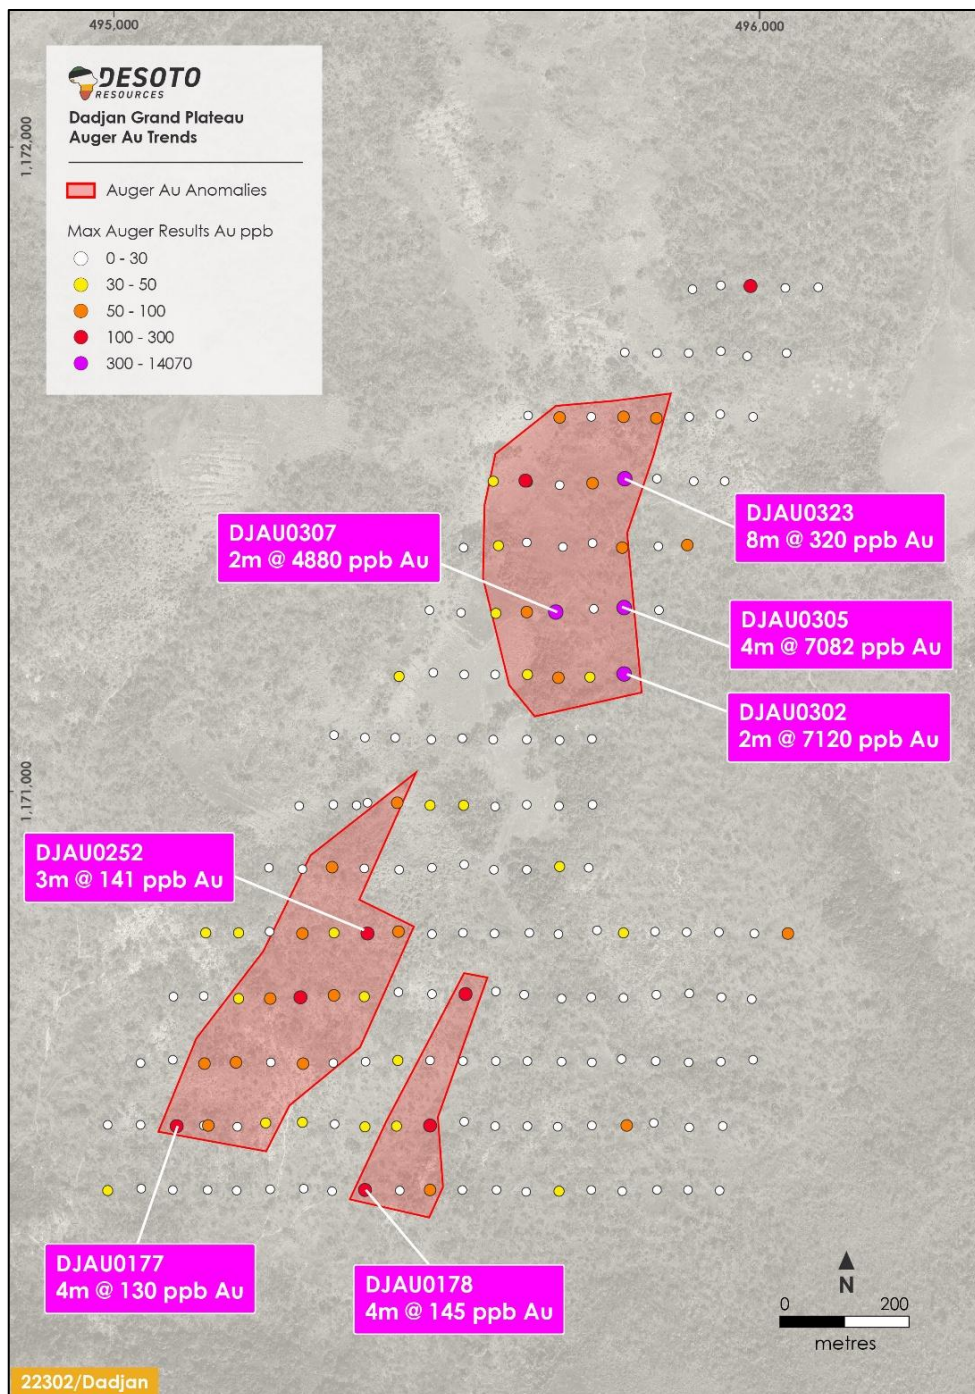 495,000
496,000
DESOTO
RESOURCES
Dadjan Grand Plateau
Auger Au Trends
1,172,000
Auger Au Anomalies
Max Auger Results Au ppb
0 - 30
30 - 50
50 - 100
100 - 300
300 - 14070
DJAU0323
8m @ 320 ppb Au
DJAU0307
2m @ 4880 ppb Au
DJAU0305
4m @ 7082 ppb Au
DJAU0302
2m @ 7120 ppb Au
1,171,000
DJAU0252
3m @ 141 ppb Au
DJAU0177
4m @ 130 ppb Au
DJAU0178
4m @ 145 ppb Au
N
0 200
metres
22302/Dadjan